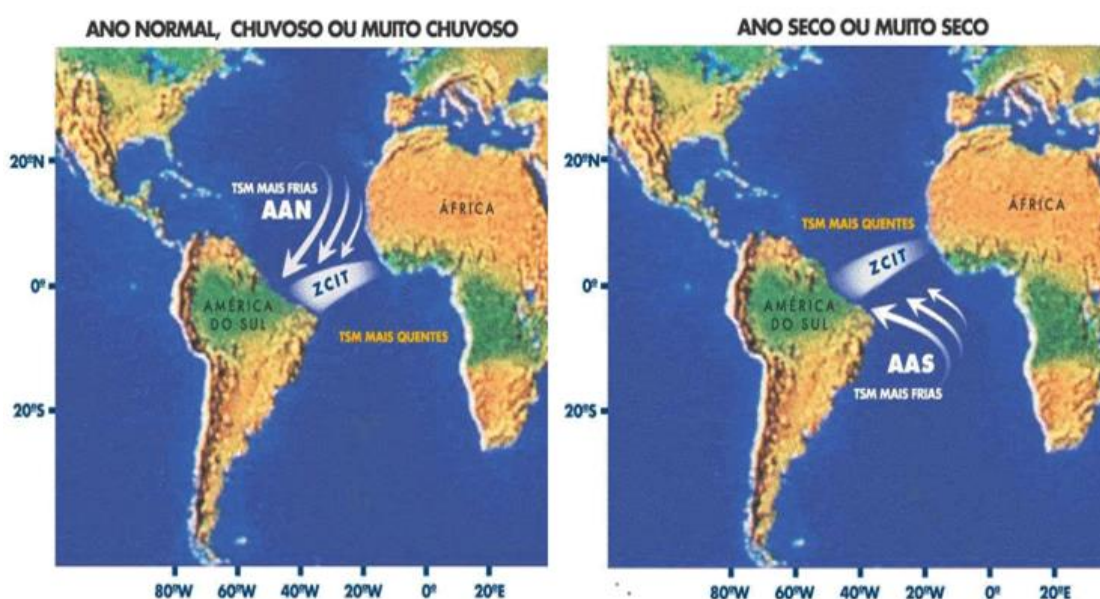 ANO NORMAL, CHUVOSO OU MUITO CHUVOSO
20ºN
0º
20ºS
TSM MAIS FRIAS
AAN
ÁFRICA
ZCIT
AMÉRICA
DO SUL
TSM MAIS QUENTES
80ºW 60ºW 40ºW 20ºW 0º 20ºE
ANO SECO OU MUITO SECO
20ºN
0º
20ºS
ÁFRICA
TSM MAIS QUENTES
ZCIT
AMÉRICA
DO SUL
AAS
TSM MAIS FRIAS
80ºW 60ºW 40ºW 20ºW 0º 20ºE